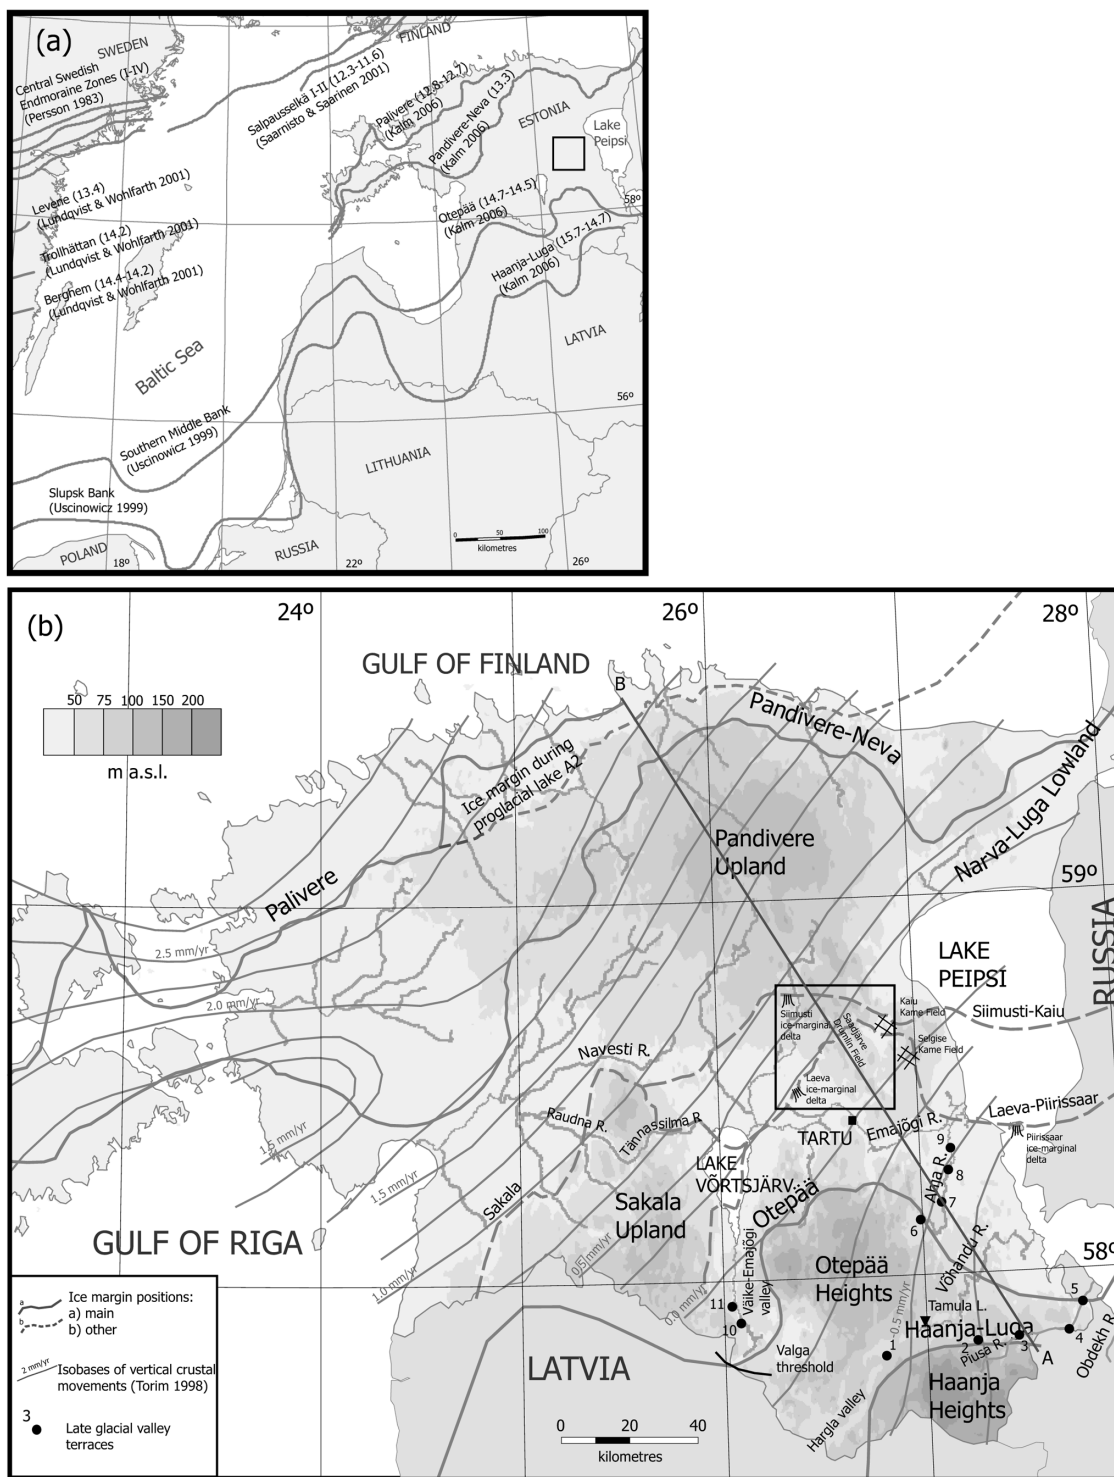 (a)
SWEDEN
FINLAND
Central Swedish
Endmoraine Zones (I-IV)
(Persson 1983)
Salpausselkä I-II (12.3-11.6)
(Saarnisto & Saarinen 2001)
Palivere (12.8-12.7)
(Kalm 2006)
Pandivere-Neva (13.3)
(Kalm 2006)
ESTONIA
Lake
Peipsi
Levene (13.4)
(Lundqvist & Wohlfarth 2001)
Trollhättan (14.2)
(Lundqvist & Wohlfarth 2001)
Berghem (14.4-14.2)
(Lundqvist & Wohlfarth 2001)
Otepää (14.7-14.5)
(Kalm 2006)
58º
Haanja-Luga (15.7-14.7)
(Kalm 2006)
LATVIA
Baltic Sea
56º
Southern Middle Bank
(Uscinowicz 1999)
LITHUANIA
Slupsk Bank
(Uscinowicz 1999)
0 50 100
kilometres
POLAND
RUSSIA
18º
22º
26º
(b)
24º
26º
28º
GULF OF FINLAND
B
50 75 100 150 200
m a.s.l.
Pandivere-Neva
Ice margin during
proglacial lake A2
Narva-Luga Lowland
Pandivere
Upland
59º
Palivere
RUSSIA
2.5 mm/yr
LAKE
PEIPSI
2.0 mm/yr
Siimusti
ice-marginal
delta
Saadjärve
drumlin Field
Kaiu
Kame Field
Siimusti-Kaiu
Selgise
Kame Field
Navesti R.
Laeva
ice-marginal
delta
Laeva-Piirissaar
Raudna R.
Tännassilma R.
TARTU
Emajõgi R.
Piirissaar
ice-marginal
delta
1.5 mm/yr
1.5 mm/yr
9
8
LAKE
VÕRTSJÄRV
Ahja R.
Sakala
Sakala
Upland
Otepää
7
6
GULF OF RIGA
Võhandu R.
58º
0.5 mm/yr
Otepää
Heights
1.0 mm/yr
0.0 mm/yr
Väike-Emajõgi
valley
-0.5 mm/yr
Tamula L.
5
11
10
Haanja-Luga
4
Obdekh R.
Valga
threshold
1
2
3
Piusa R.
A
LATVIA
Haanja
Heights
Hargla valley
0 20 40
kilometres
a
b
Ice margin positions:
a) main
b) other
2 mm/yr
Isobases of vertical crustal
movements (Torim 1998)
3
Late glacial valley
terraces